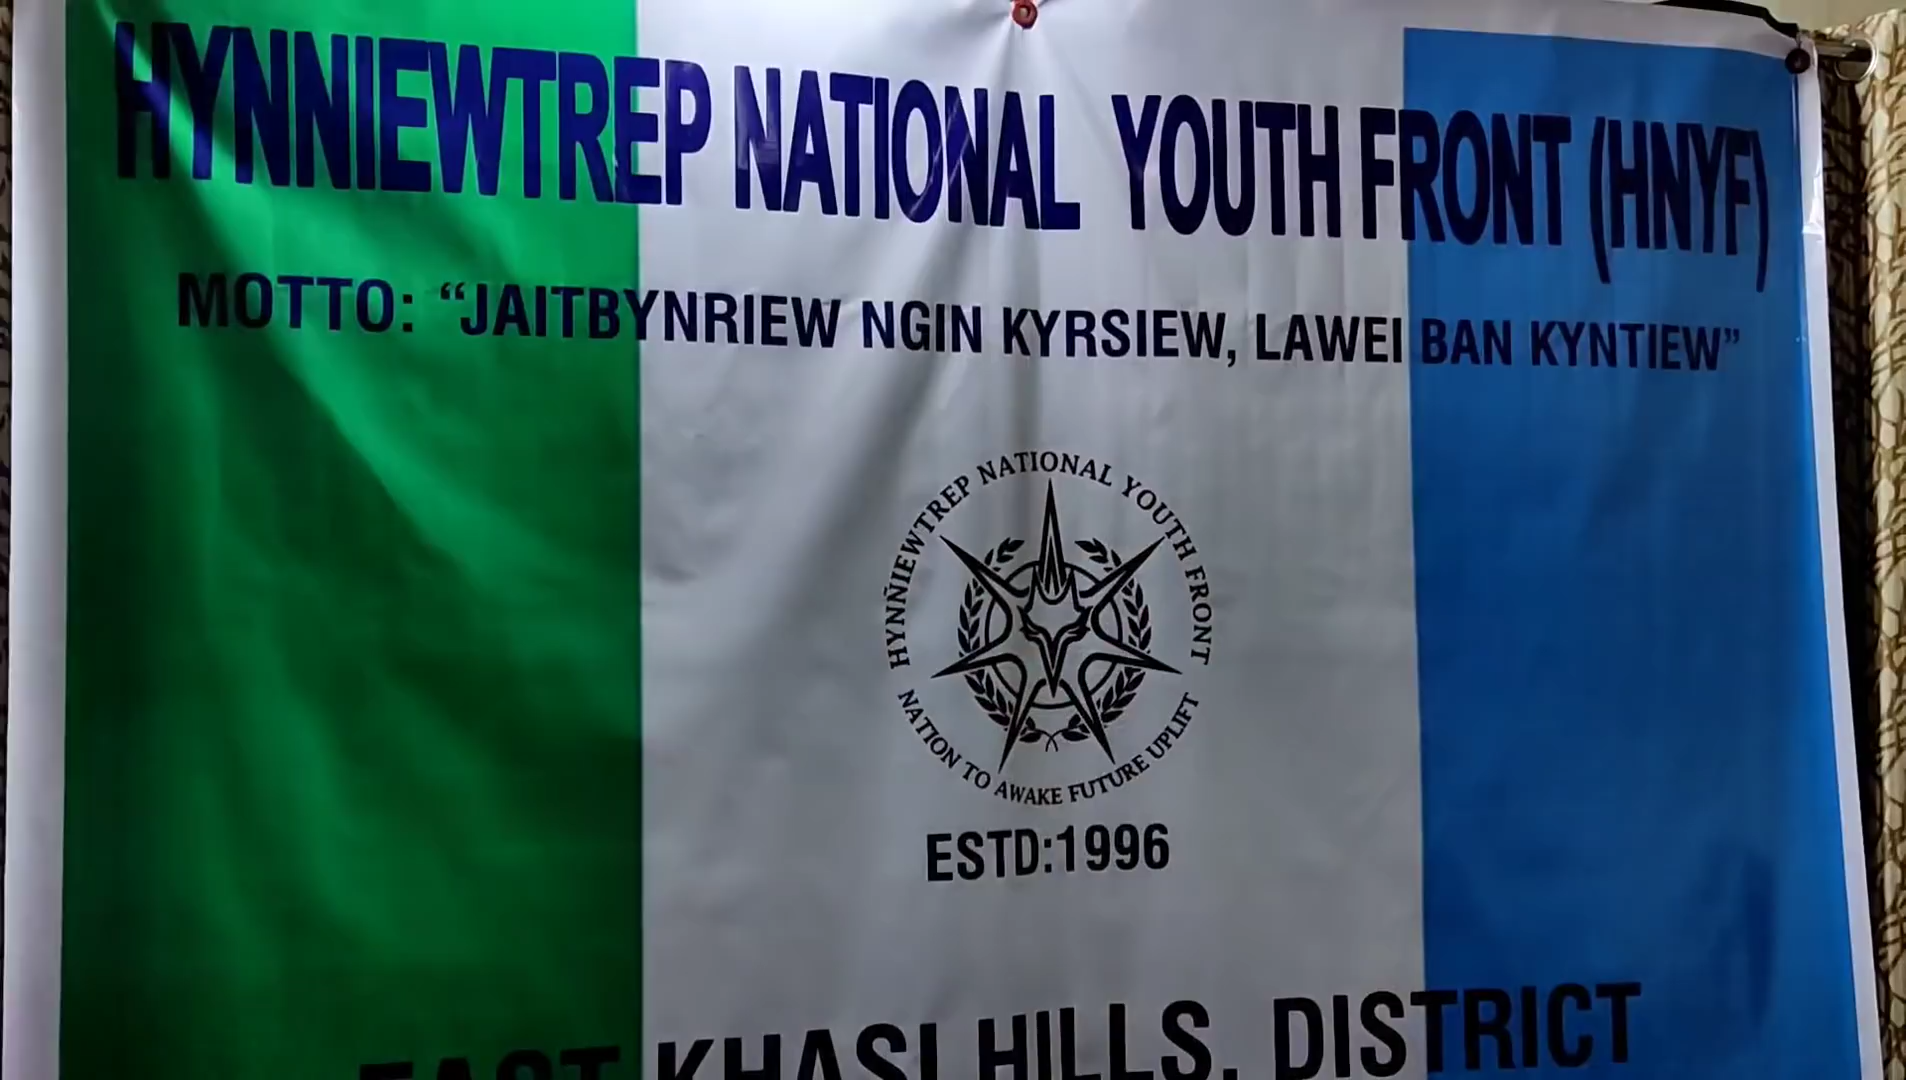 HYNNIEWTREP NATIONAL YOUTH FRONT (HNYF)
MOTTO: “JAITBYNRIEW NGIN KYRSIEW, LAWEI BAN KYNTIEW”
HYNÑIEWTREP NATIONAL YOUTH FRONT
NATION TO AWAKE FUTURE UPLIFT
ESTD:1996
EAST KHASI HILLS, DISTRICT